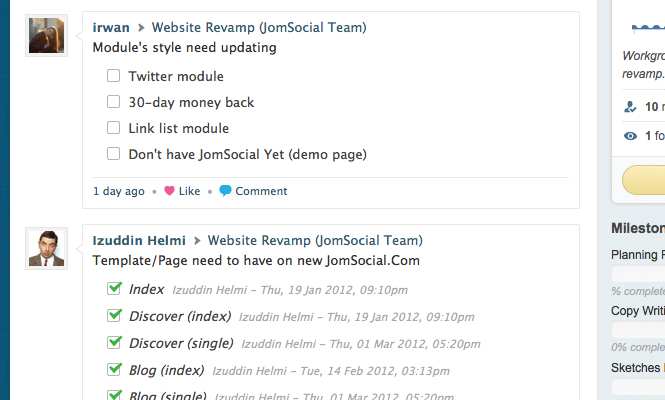 irwan > Website Revamp (JomSocial Team)
Module's style need updating
Twitter module
30-day money back
Link list module
Don't have JomSocial Yet (demo page)
1 day ago • Like • Comment
Izuddin Helmi > Website Revamp (JomSocial Team)
Template/Page need to have on new JomSocial.Com
Index Izuddin Helmi – Thu, 19 Jan 2012, 09:10pm
Discover (index) Izuddin Helmi – Thu, 19 Jan 2012, 09:10pm
Discover (single) Izuddin Helmi – Thu, 01 Mar 2012, 05:20pm
Blog (index) Izuddin Helmi – Tue, 14 Feb 2012, 03:13pm
Blog (single) Izuddin Helmi – Thu, 01 Mar 2012, 05:20pm
Workgro
revamp.
10
1 fo
Mileston
Planning
% complete
Copy Writi
0% comple
Sketches